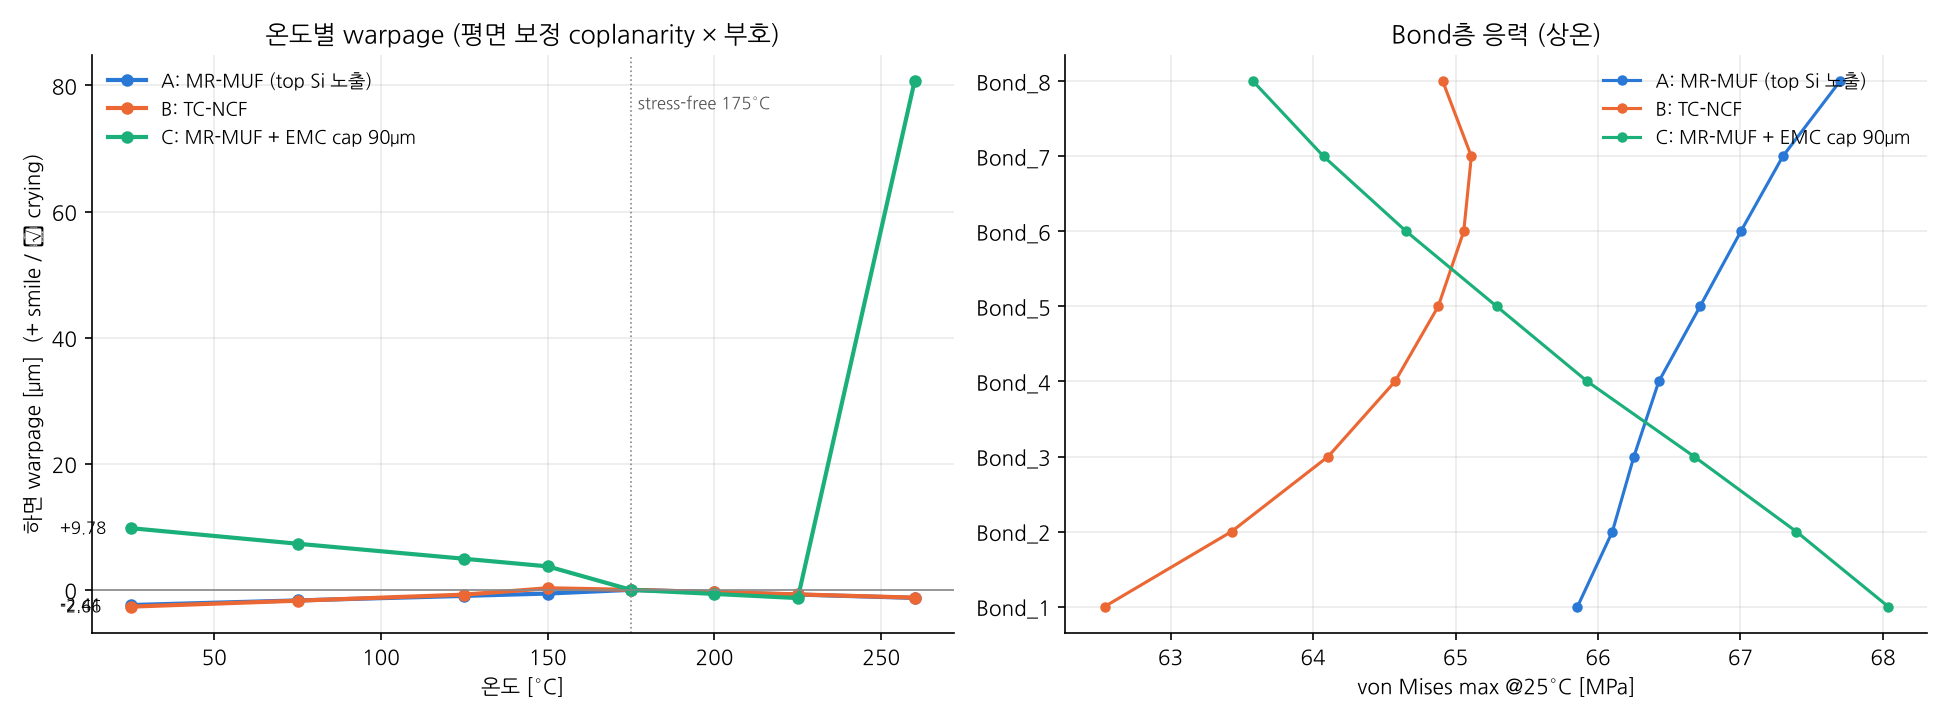 온도별 warpage (평면 보정 coplanarity × 부호)
A: MR-MUF (top Si 노출)
B: TC-NCF
C: MR-MUF + EMC cap 90μm
stress-free 175°C
하면 warpage [μm] (+ smile / crying)
80
60
40
20
0
+9.78
50
100
150
200
250
온도 [°C]
Bond층 응력 (상온)
A: MR-MUF (top Si 노출)
B: TC-NCF
C: MR-MUF + EMC cap 90μm
Bond_8
Bond_7
Bond_6
Bond_5
Bond_4
Bond_3
Bond_2
Bond_1
63
64
65
66
67
68
von Mises max @25°C [MPa]